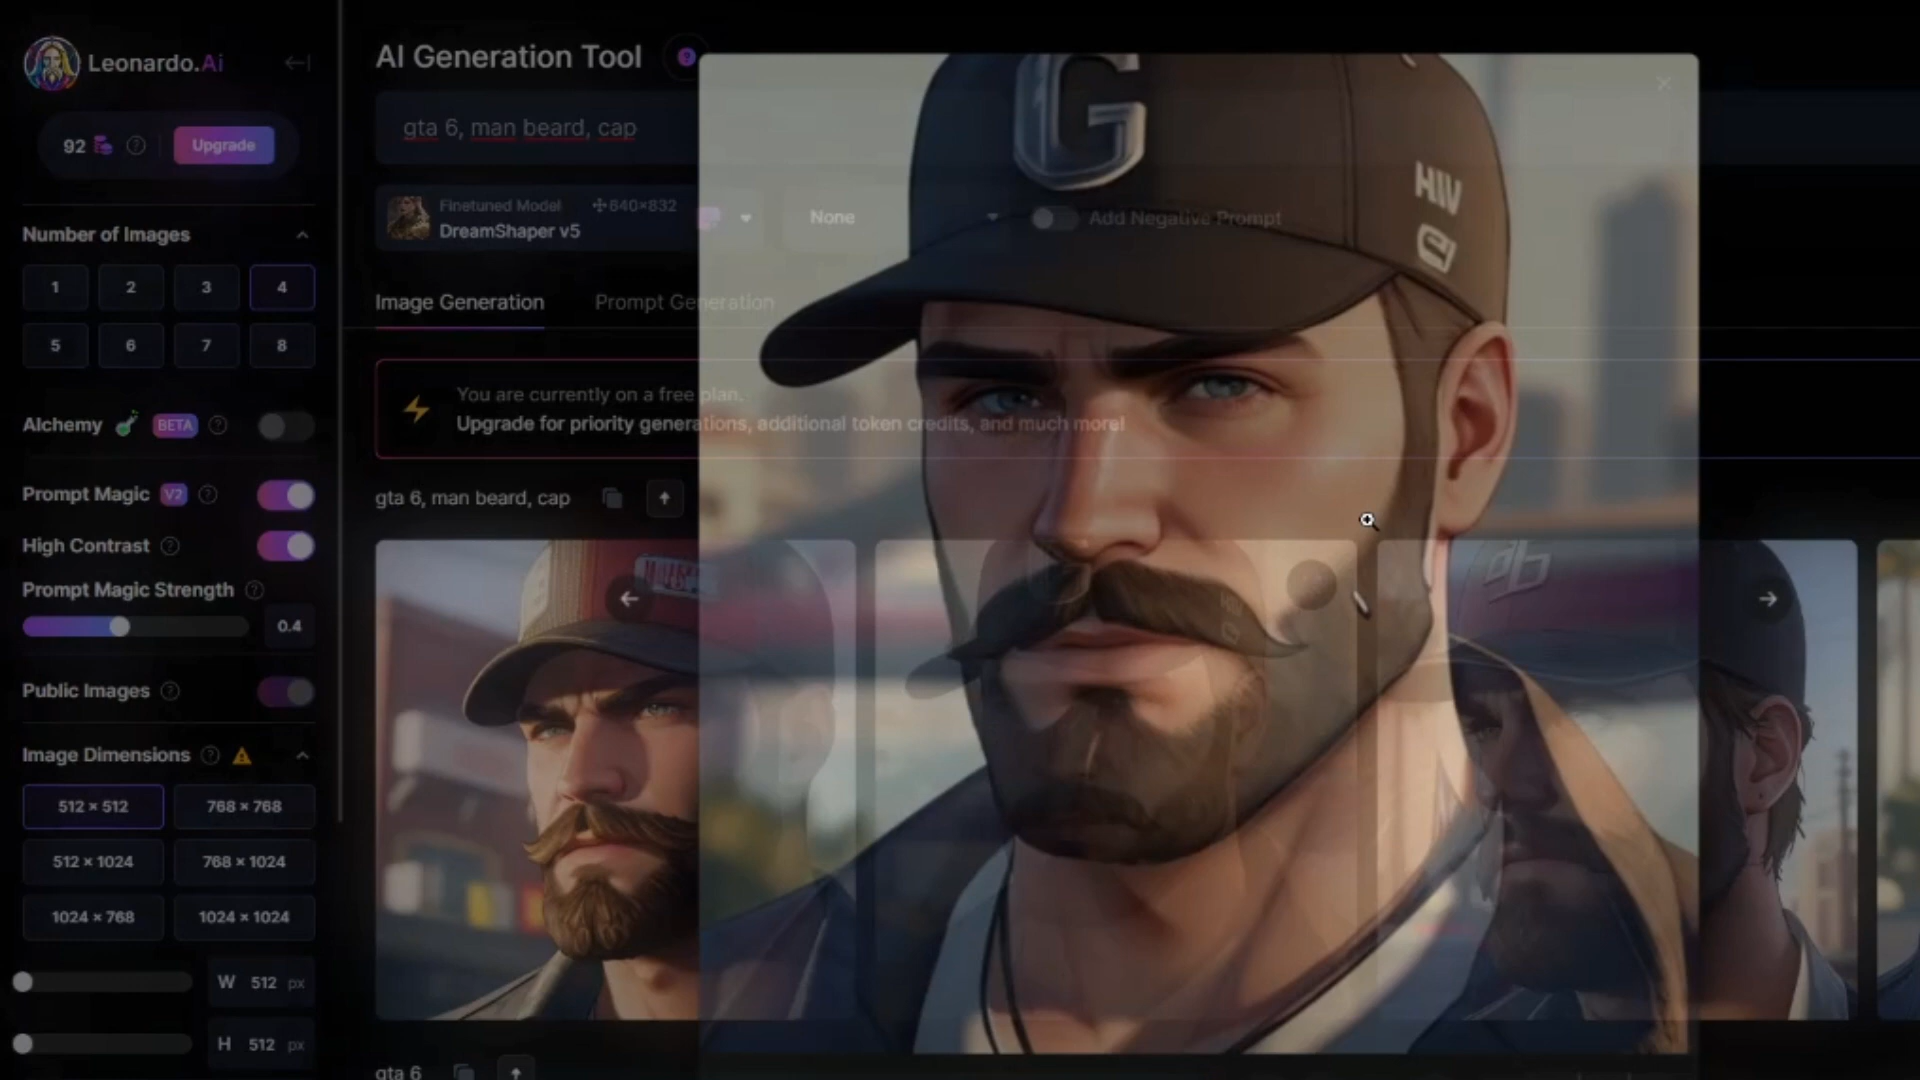 Leonardo.Ai
92
Upgrade
Number of Images
1 2 3 4
5 6 7 8
Alchemy BETA
Prompt Magic V2
High Contrast
Prompt Magic Strength
0.4
Public Images
Image Dimensions
512 × 512 768 × 768
512 × 1024 768 × 1024
1024 × 768 1024 × 1024
W 512 px
H 512 px
AI Generation Tool
gta 6, man beard, cap
Finetuned Model 640×832
DreamShaper v5
None
Add Negative Prompt
Image Generation Prompt Generation
You are currently on a free plan.
Upgrade for priority generations, additional token credits, and much more!
gta 6, man beard, cap
G
HIV
gta 6